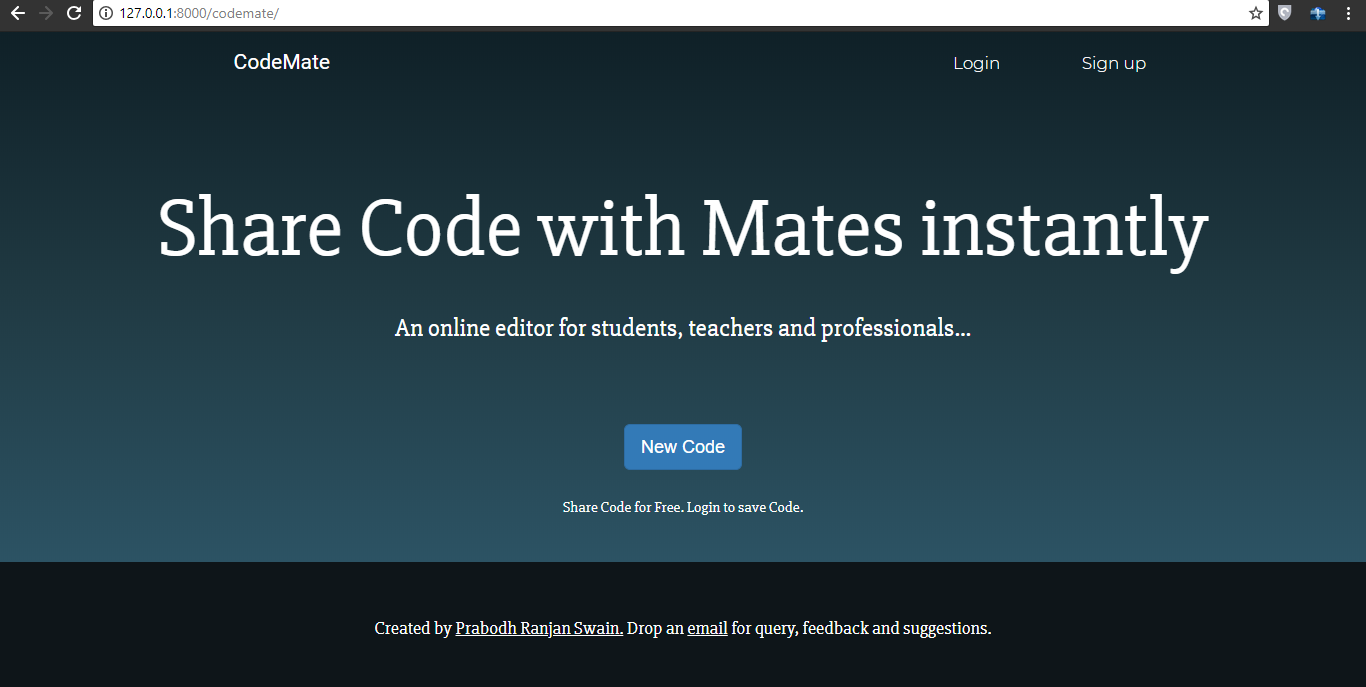 127.0.0.1:8000/codemate/
CodeMate
Login
Sign up
Share Code with Mates instantly
An online editor for students, teachers and professionals...
New Code
Share Code for Free. Login to save Code.
Created by Prabodh Ranjan Swain. Drop an email for query, feedback and suggestions.